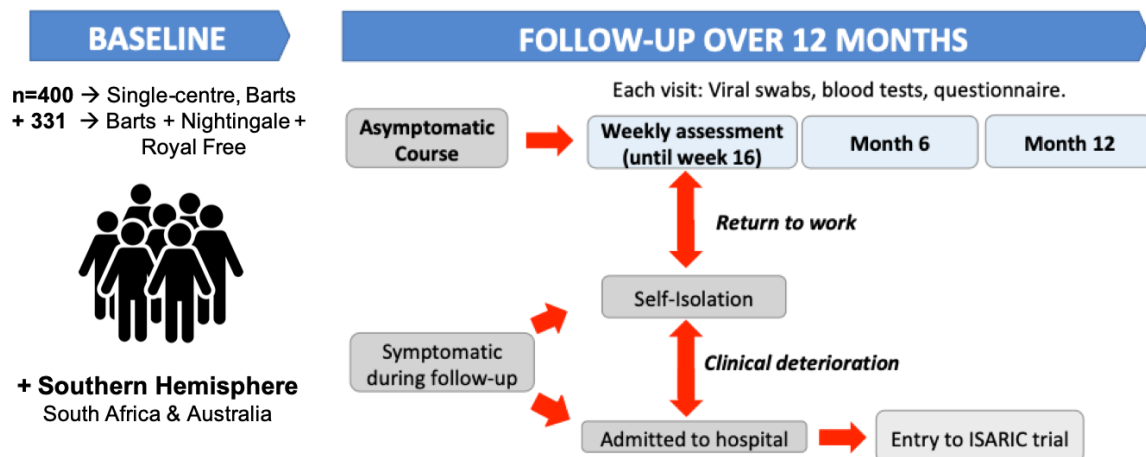 BASELINE
n=400 → Single-centre, Barts
+ 331 → Barts + Nightingale +
Royal Free
+ Southern Hemisphere
South Africa & Australia
FOLLOW-UP OVER 12 MONTHS
Each visit: Viral swabs, blood tests, questionnaire.
Asymptomatic
Course
Weekly assessment
(until week 16)
Month 6
Month 12
Return to work
Self-Isolation
Symptomatic
during follow-up
Clinical deterioration
Admitted to hospital
Entry to ISARIC trial